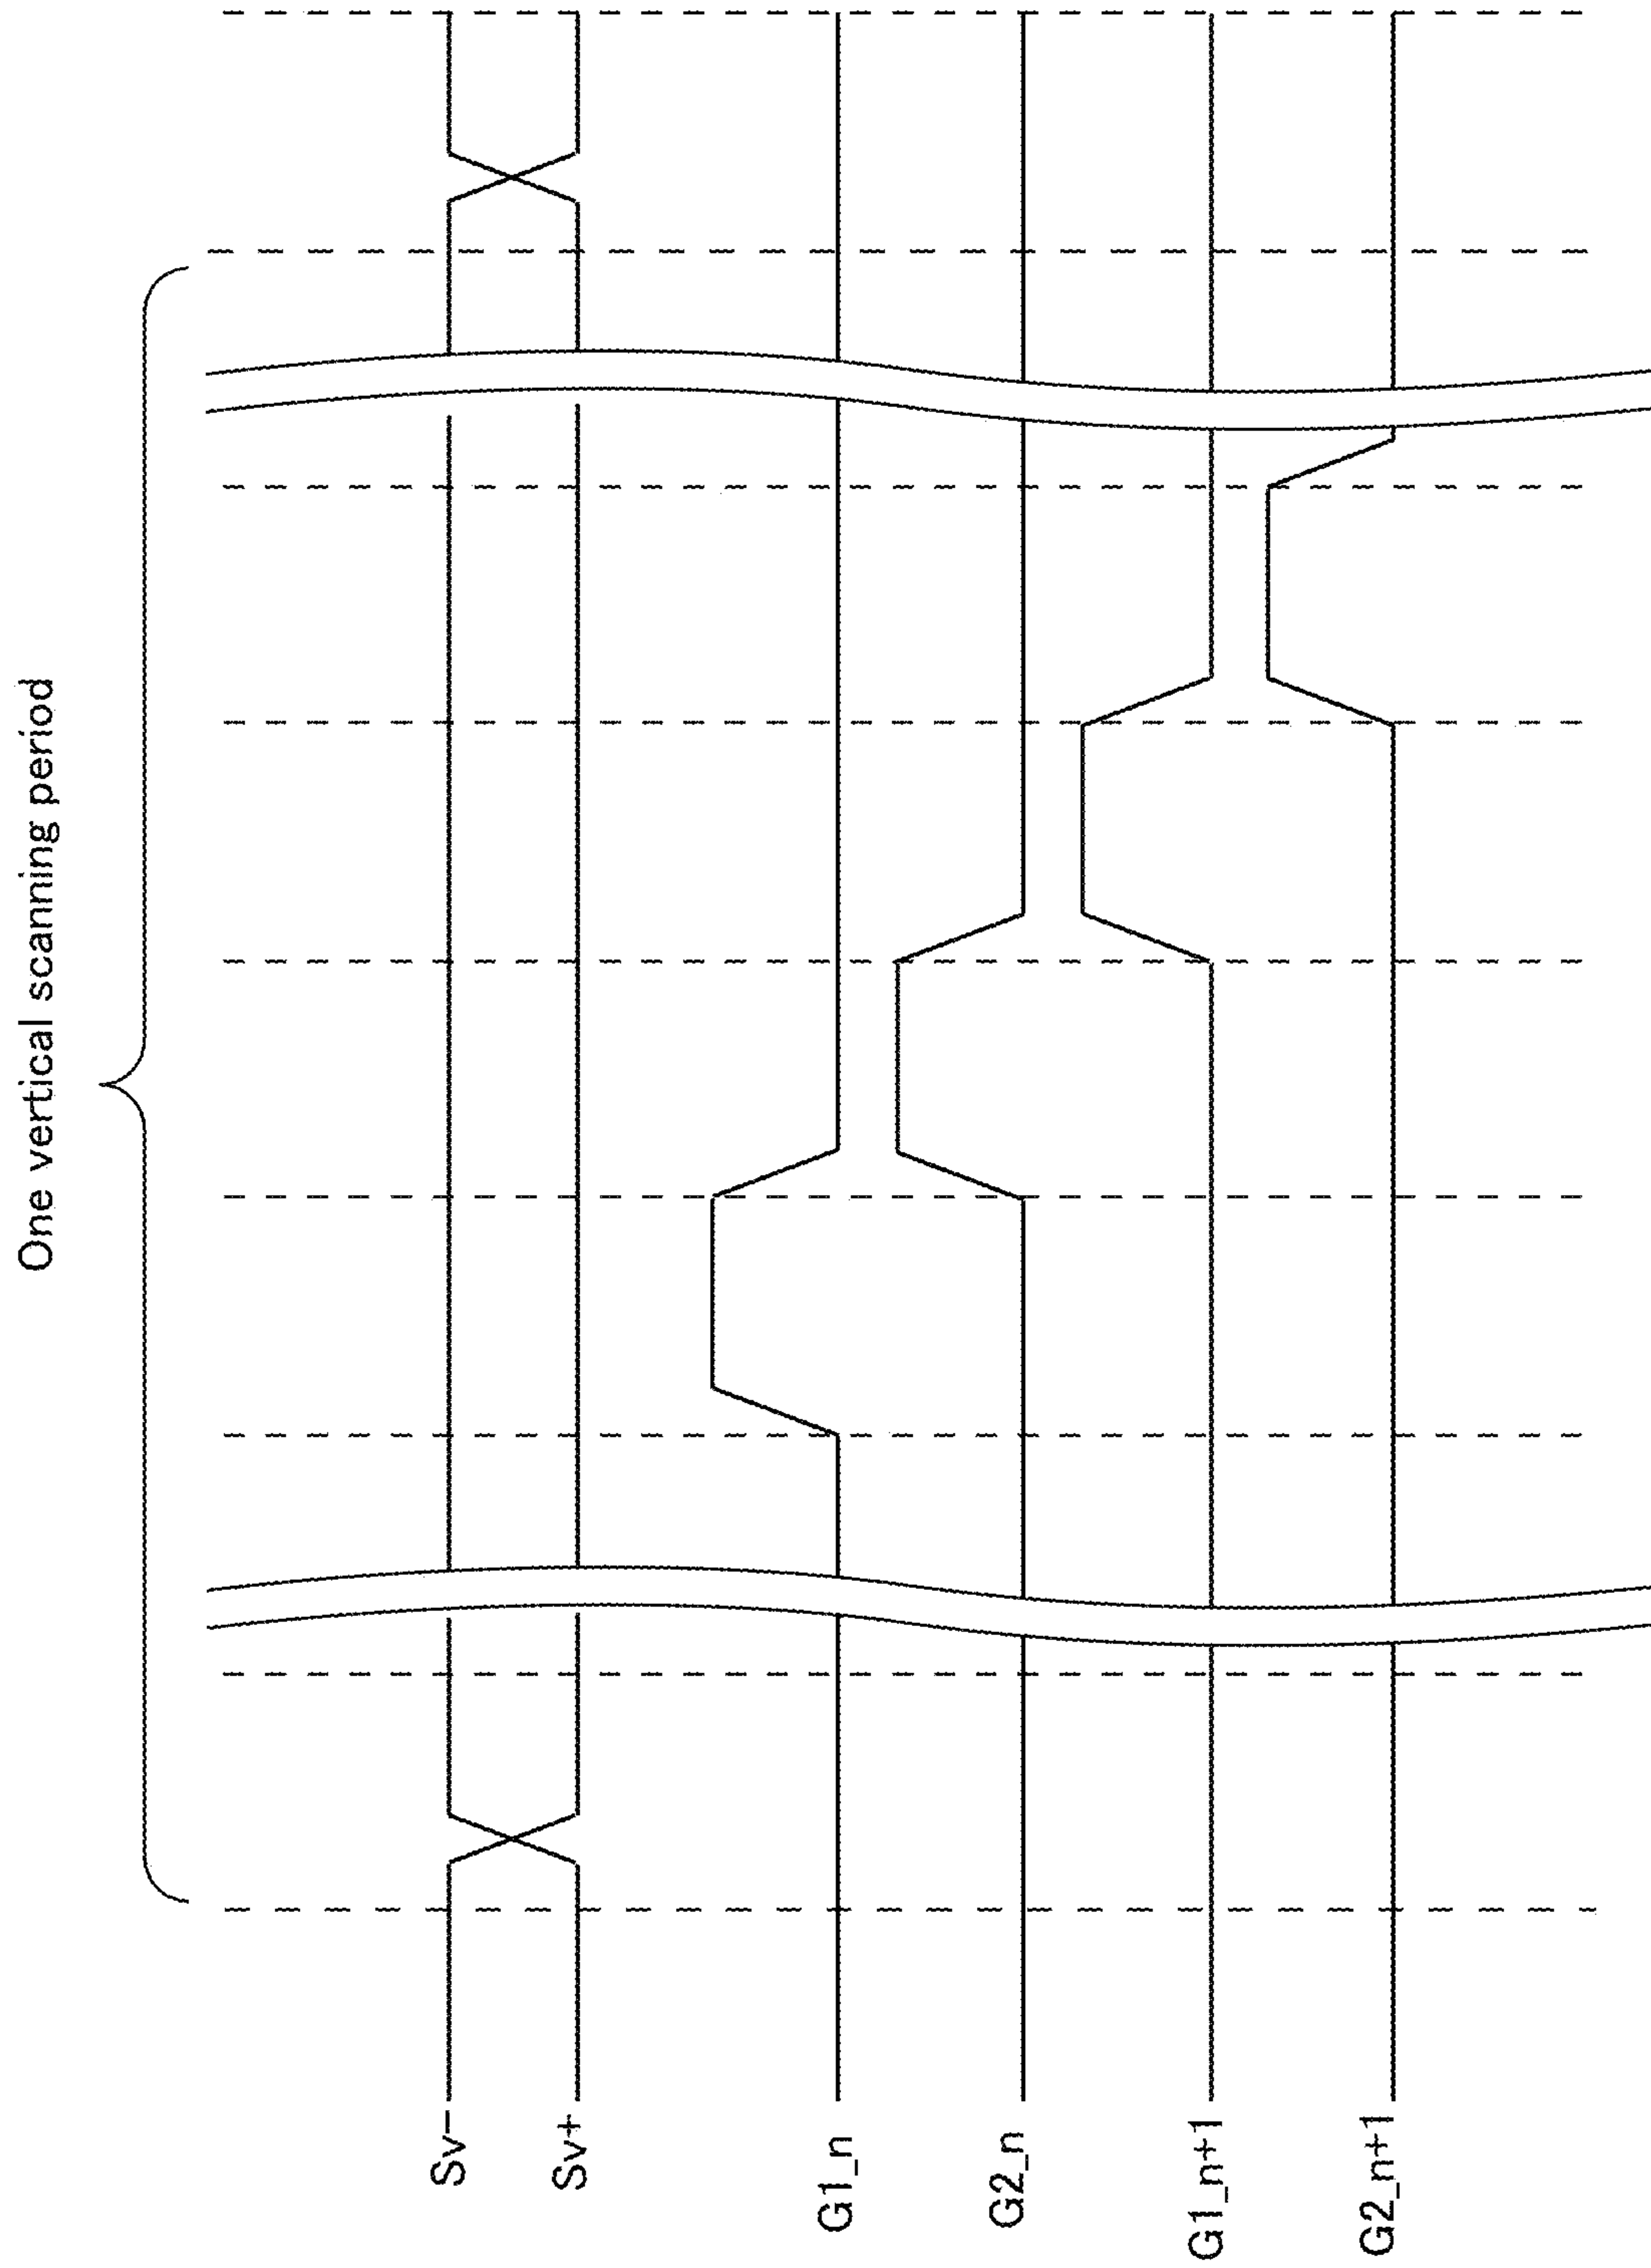 One vertical scanning period
Sv-
Sv+
G1_n
G2_n
G1_n+1
G2_n+1